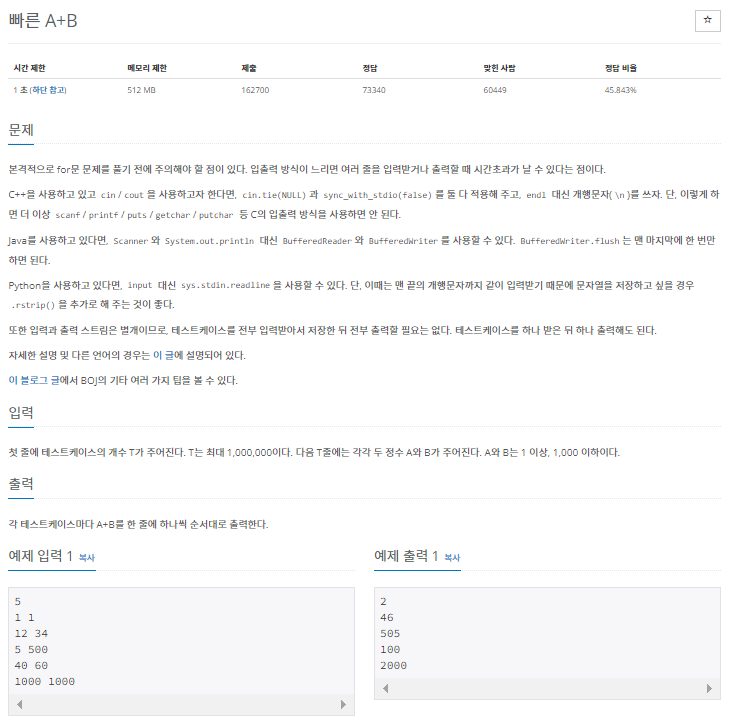 빠른 A+B
☆
시간 제한 메모리 제한 제출 정답 맞힌 사람 정답 비율
1 초 (하단 참고) 512 MB 162700 73340 60449 45.843%
문제
본격적으로 for문 문제를 풀기 전에 주의해야 할 점이 있다. 입출력 방식이 느리면 여러 줄을 입력받거나 출력할 때 시간초과가 날 수 있다는 점이다.
C++을 사용하고 있고 cin / cout 을 사용하고자 한다면, cin.tie(NULL) 과 sync_with_stdio(false) 를 둘 다 적용해 주고, endl 대신 개행문자( \n )를 쓰자. 단, 이렇게 하
면 더 이상 scanf / printf / puts / getchar / putchar 등 C의 입출력 방식을 사용하면 안 된다.
Java를 사용하고 있다면, Scanner 와 System.out.println 대신 BufferedReader 와 BufferedWriter 를 사용할 수 있다. BufferedWriter.flush 는 맨 마지막에 한 번만
하면 된다.
Python을 사용하고 있다면, input 대신 sys.stdin.readline 을 사용할 수 있다. 단, 이때는 맨 끝의 개행문자까지 같이 입력받기 때문에 문자열을 저장하고 싶을 경우
.rstrip() 을 추가로 해 주는 것이 좋다.
또한 입력과 출력 스트림은 별개이므로, 테스트케이스를 전부 입력받아서 저장한 뒤 전부 출력할 필요는 없다. 테스트케이스를 하나 받은 뒤 하나 출력해도 된다.
자세한 설명 및 다른 언어의 경우는 이 글에 설명되어 있다.
이 블로그 글에서 BOJ의 기타 여러 가지 팁을 볼 수 있다.
입력
첫 줄에 테스트케이스의 개수 T가 주어진다. T는 최대 1,000,000이다. 다음 T줄에는 각각 두 정수 A와 B가 주어진다. A와 B는 1 이상, 1,000 이하이다.
출력
각 테스트케이스마다 A+B를 한 줄에 하나씩 순서대로 출력한다.
예제 입력 1 복사
5
1 1
12 34
5 500
40 60
1000 1000
예제 출력 1 복사
2
46
505
100
2000